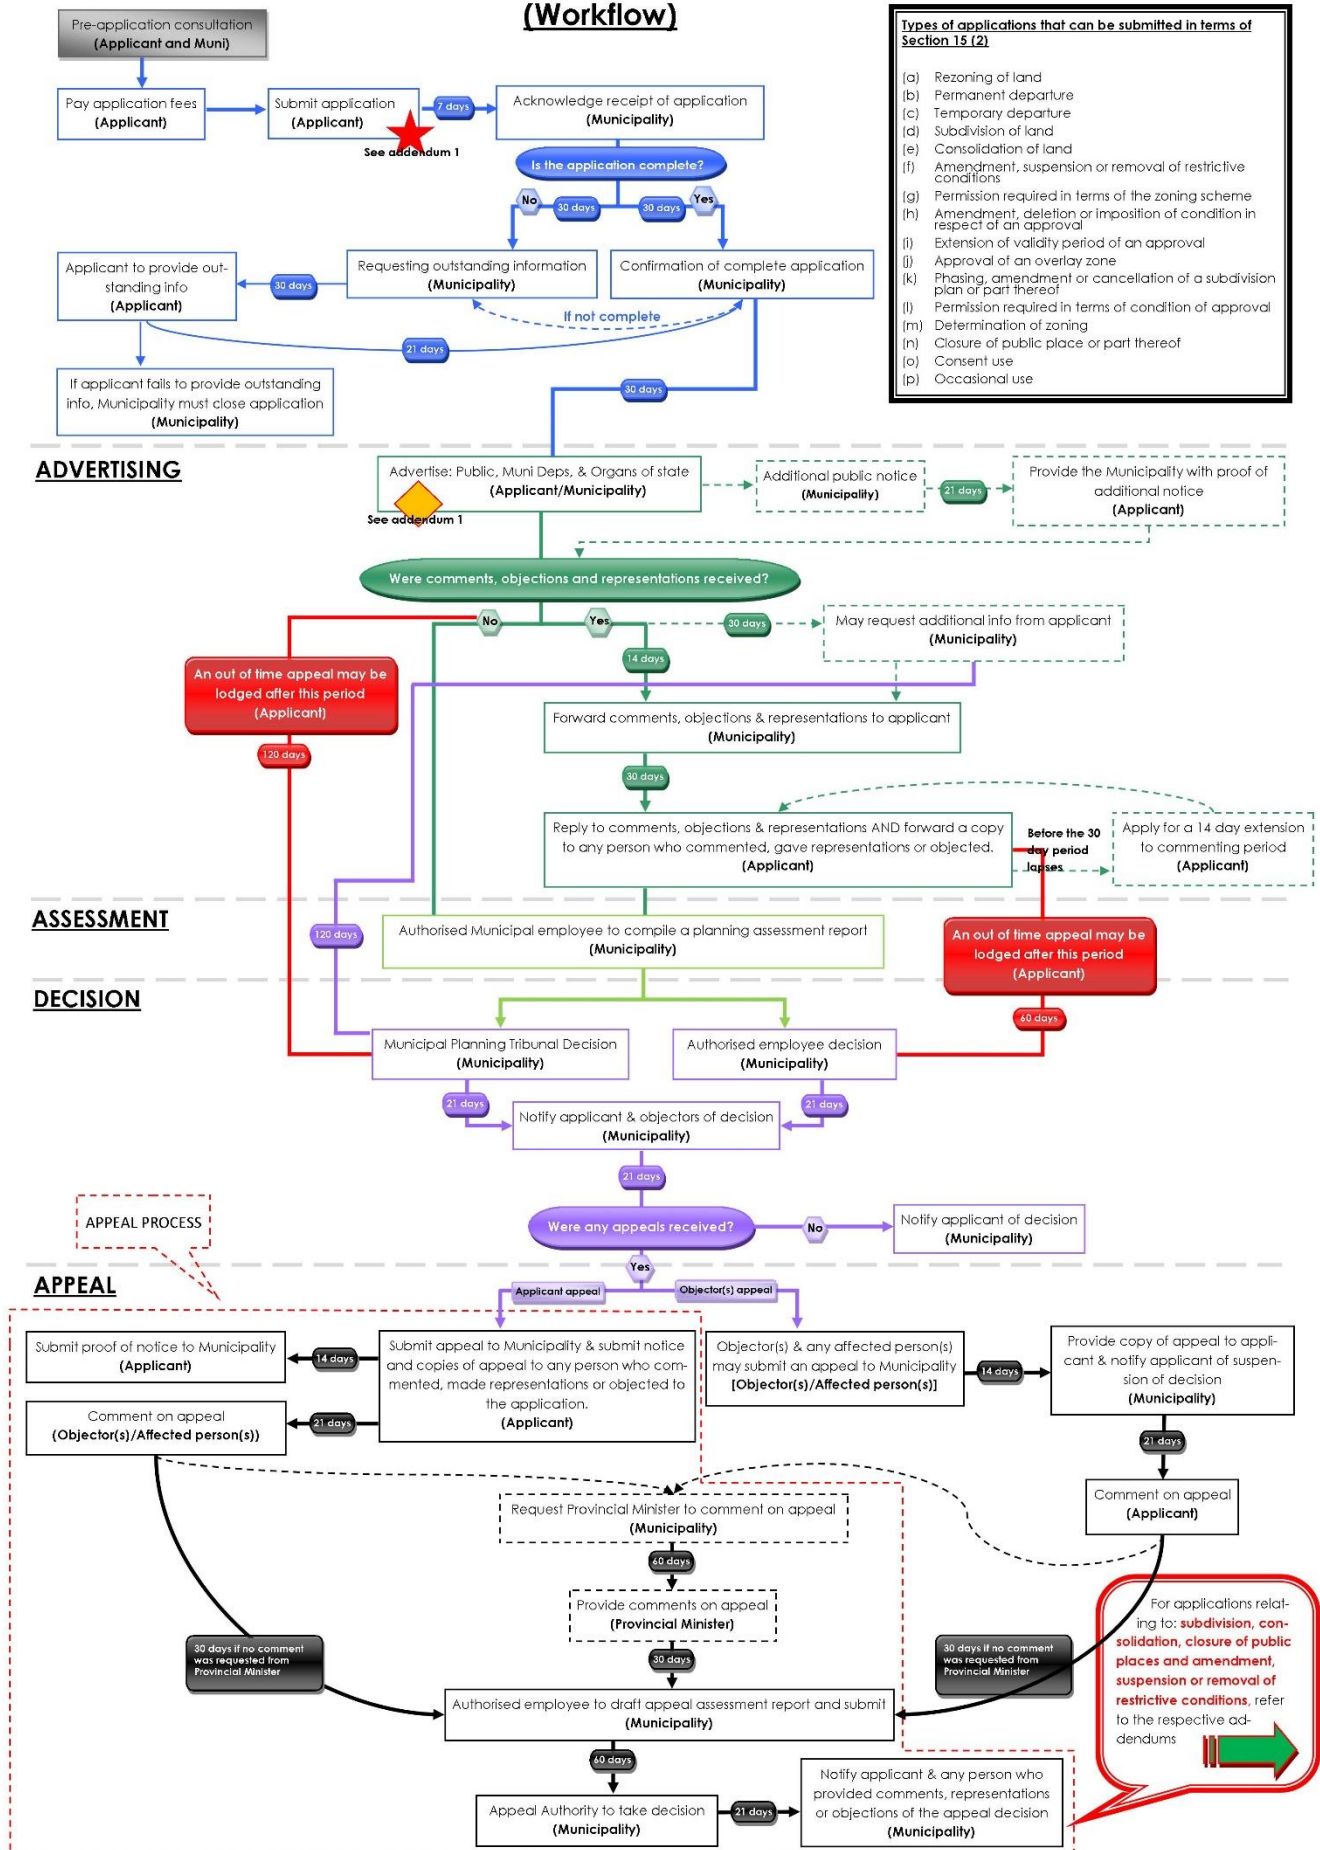 (Workflow)
Pre-application consultation
(Applicant and Muni)
Pay application fees
(Applicant)
Submit application
(Applicant)
See addendum 1
7 days
Acknowledge receipt of application
(Municipality)
Is the application complete?
No
30 days
30 days
Yes
Applicant to provide out-
standing info
(Applicant)
30 days
Requesting outstanding information
(Municipality)
Confirmation of complete application
(Municipality)
If not complete
21 days
If applicant fails to provide outstanding
info, Municipality must close application
(Municipality)
30 days
Types of applications that can be submitted in terms of
Section 15 (2)
(a) Rezoning of land
(b) Permanent departure
(c) Temporary departure
(d) Subdivision of land
(e) Consolidation of land
(f) Amendment, suspension or removal of restrictive
conditions
(g) Permission required in terms of the zoning scheme
(h) Amendment, deletion or imposition of condition in
respect of an approval
(i) Extension of validity period of an approval
(j) Approval of an overlay zone
(k) Phasing, amendment or cancellation of a subdivision
plan or part thereof
(l) Permission required in terms of condition of approval
(m) Determination of zoning
(n) Closure of public place or part thereof
(o) Consent use
(p) Occasional use
ADVERTISING
Advertise: Public, Muni Deps, & Organs of state
(Applicant/Municipality)
See addendum 1
Additional public notice
(Municipality)
21 days
Provide the Municipality with proof of
additional notice
(Applicant)
Were comments, objections and representations received?
No
Yes
30 days
May request additional info from applicant
(Municipality)
14 days
An out of time appeal may be
lodged after this period
(Applicant)
120 days
Forward comments, objections & representations to applicant
(Municipality)
30 days
Reply to comments, objections & representations AND forward a copy
to any person who commented, gave representations or objected.
(Applicant)
Before the 30
day period
lapses
Apply for a 14 day extension
to commenting period
(Applicant)
ASSESSMENT
120 days
Authorised Municipal employee to compile a planning assessment report
(Municipality)
An out of time appeal may be
lodged after this period
(Applicant)
60 days
DECISION
Municipal Planning Tribunal Decision
(Municipality)
Authorised employee decision
(Municipality)
21 days
21 days
Notify applicant & objectors of decision
(Municipality)
21 days
APPEAL PROCESS
Were any appeals received?
No
Notify applicant of decision
(Municipality)
Yes
APPEAL
Applicant appeal
Objector(s) appeal
Submit proof of notice to Municipality
(Applicant)
14 days
Submit appeal to Municipality & submit notice
and copies of appeal to any person who com-
mented, made representations or objected to
the application.
(Applicant)
Objector(s) & any affected person(s)
may submit an appeal to Municipality
[Objector(s)/Affected person(s)]
14 days
Provide copy of appeal to appli-
cant & notify applicant of suspen-
sion of decision
(Municipality)
Comment on appeal
(Objector(s)/Affected person(s))
21 days
21 days
Comment on appeal
(Applicant)
Request Provincial Minister to comment on appeal
(Municipality)
60 days
Provide comments on appeal
(Provincial Minister)
30 days
30 days if no comment
was requested from
Provincial Minister
30 days if no comment
was requested from
Provincial Minister
For applications relat-
ing to: subdivision, con-
solidation, closure of public
places and amendment,
suspension or removal of
restrictive conditions, refer
to the respective ad-
dendums
Authorised employee to draft appeal assessment report and submit
(Municipality)
60 days
Appeal Authority to take decision
(Municipality)
21 days
Notify applicant & any person who
provided comments, representations
or objections of the appeal decision
(Municipality)